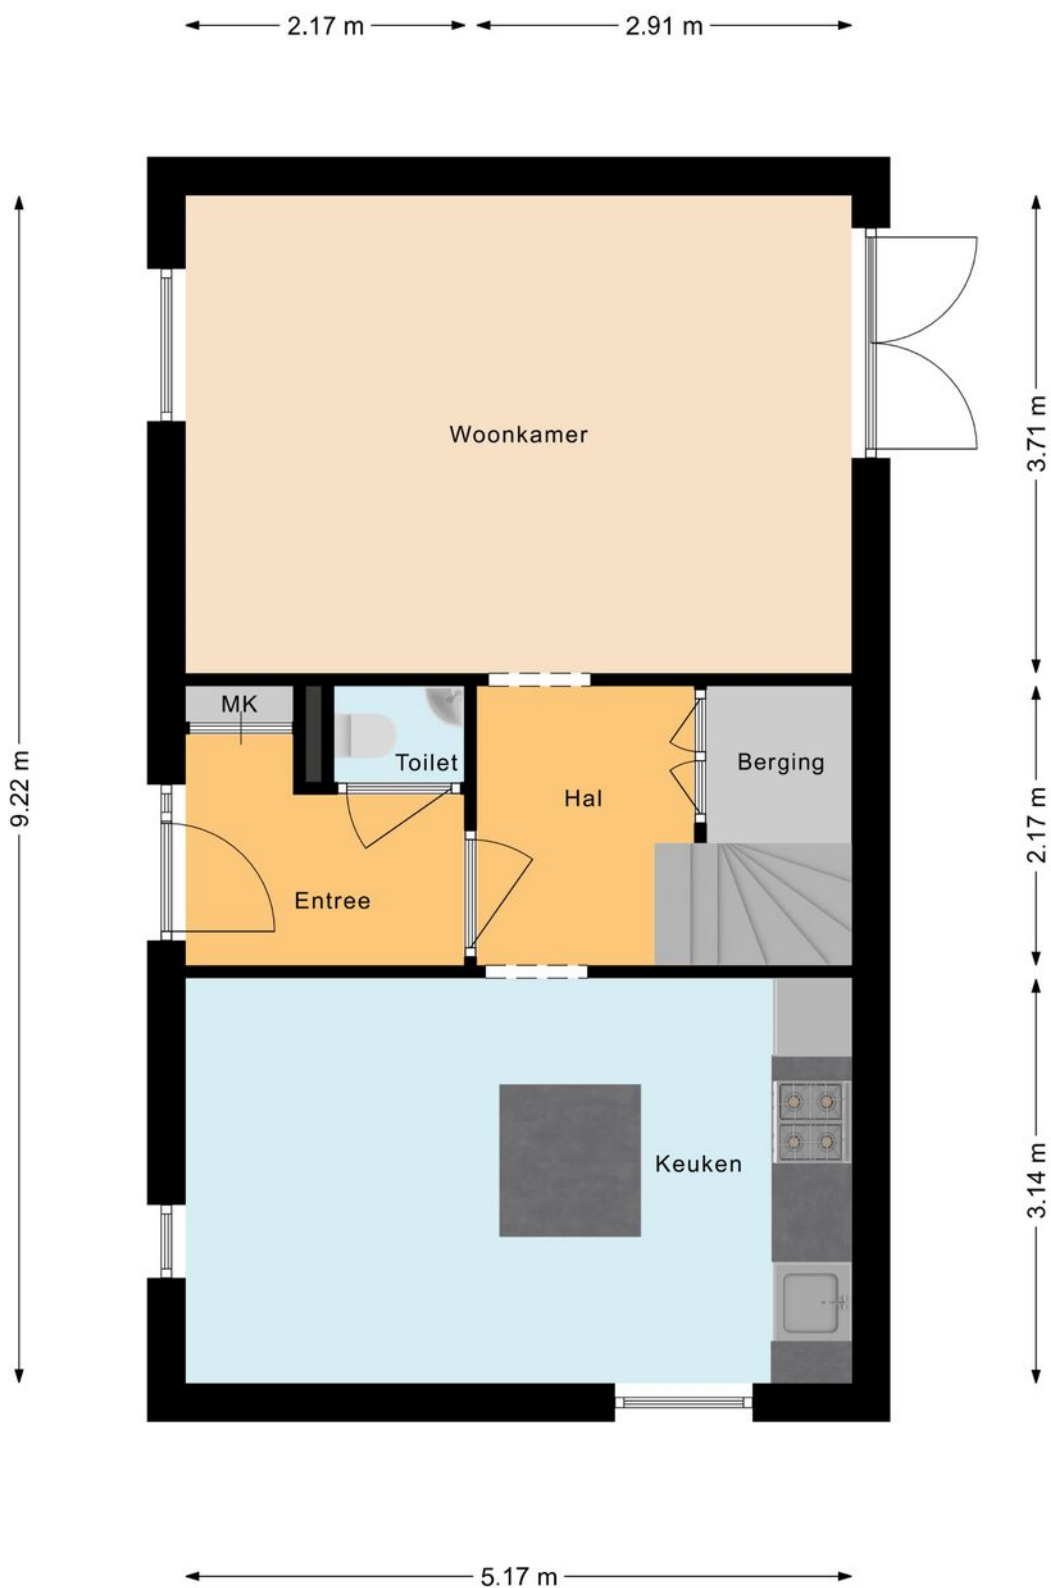 2.17 m
2.91 m
Woonkamer
3.71 m
MK
Toilet
Berging
9.22 m
Hal
2.17 m
Entree
Keuken
3.14 m
5.17 m